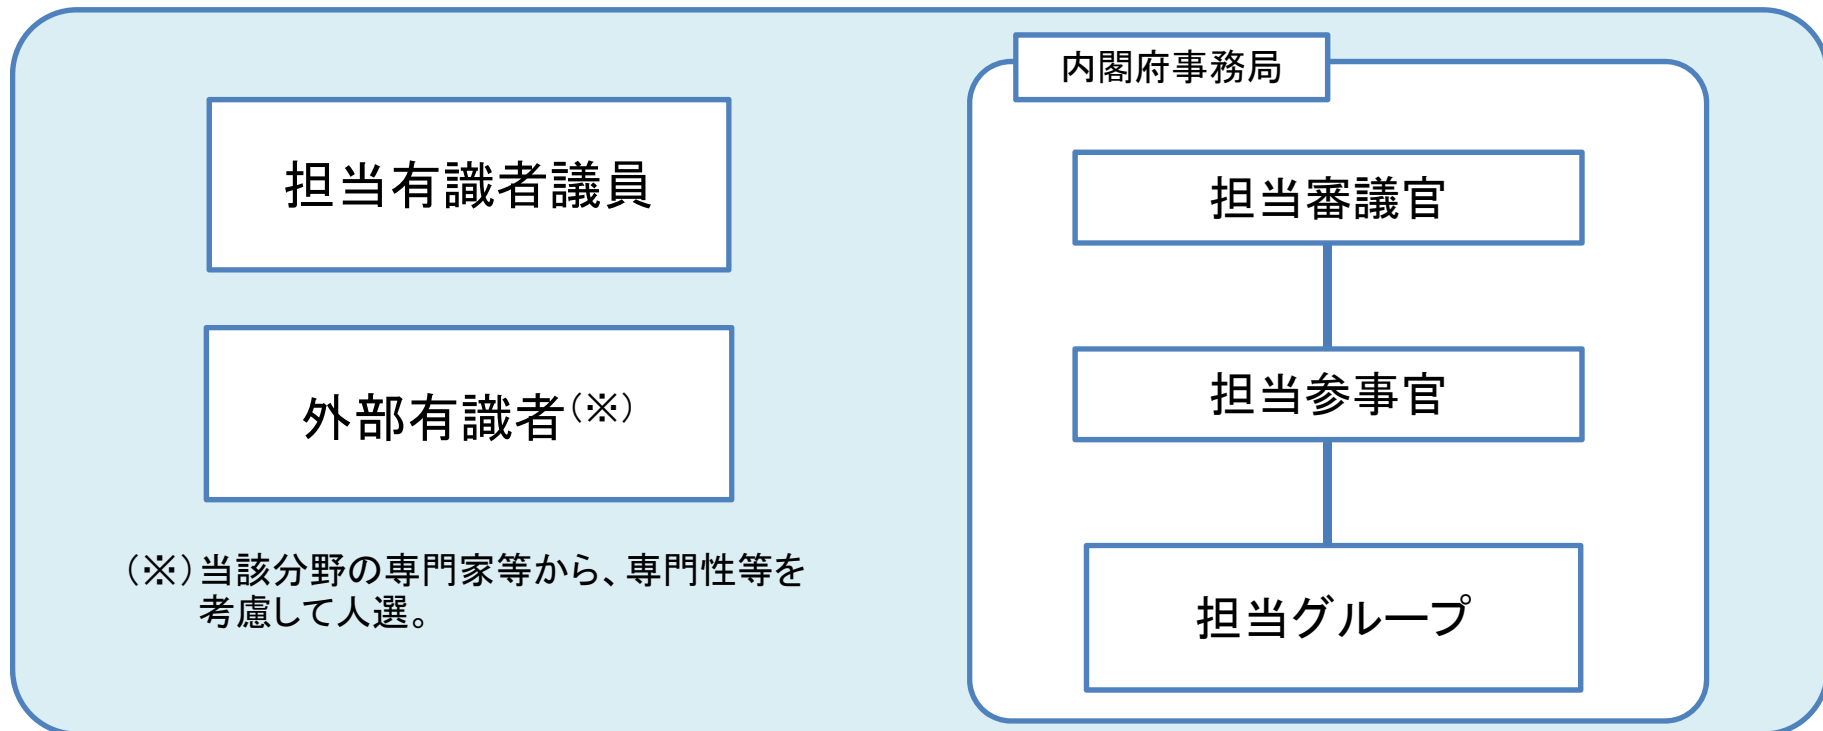 担当有識者議員
外部有識者(※)
(※)当該分野の専門家等から、専門性等を
考慮して人選。
内閣府事務局
担当審議官
担当参事官
担当グループ